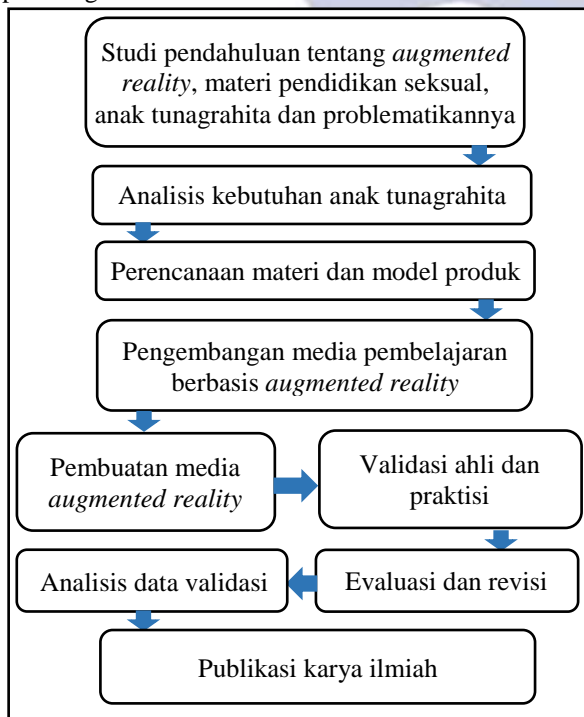 Studi pendahuluan tentang augmented
reality, materi pendidikan seksual,
anak tunagrahita dan problematikannya
Analisis kebutuhan anak tunagrahita
Perencanaan materi dan model produk
Pengembangan media pembelajaran
berbasis augmented reality
Pembuatan media
augmented reality
Validasi ahli dan
praktisi
Evaluasi dan revisi
Analisis data validasi
Publikasi karya ilmiah